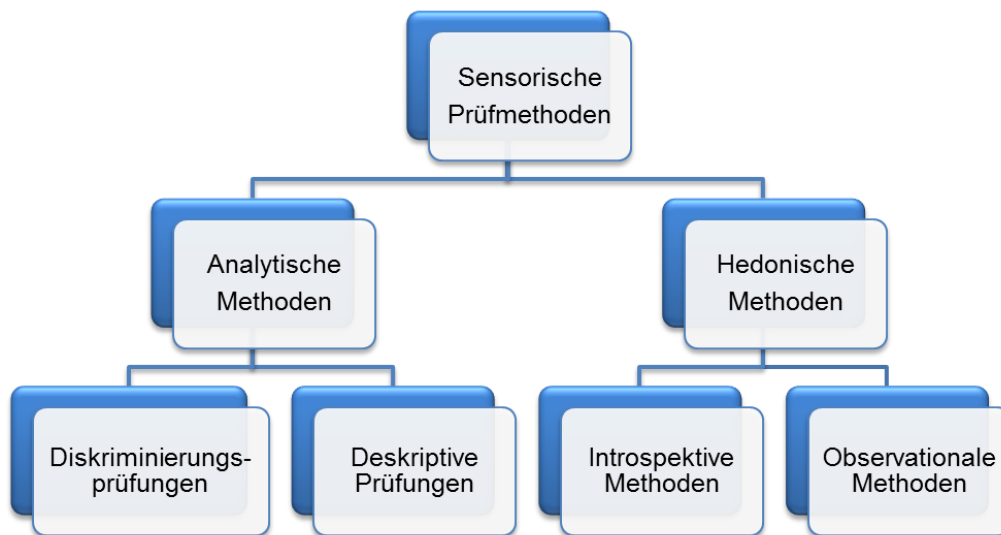 Sensorische
Prüfmethoden
Analytische
Methoden
Hedonische
Methoden
Diskriminierungs-
prüfungen
Deskriptive
Prüfungen
Introspektive
Methoden
Observationale
Methoden